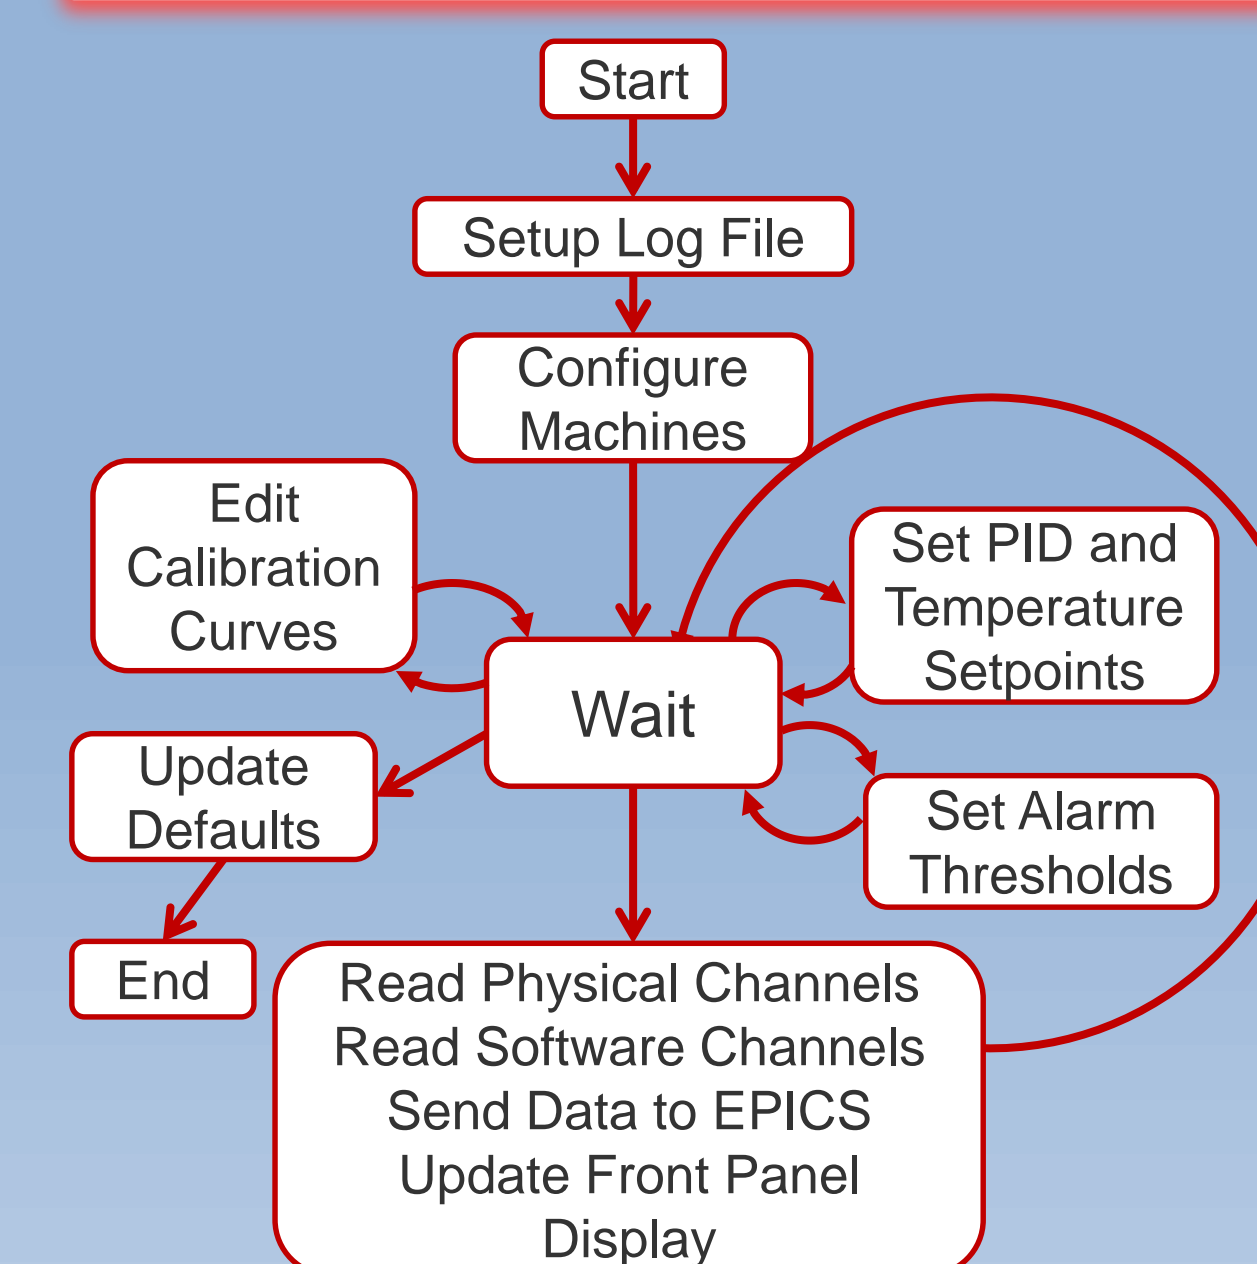 Start
Setup Log File
Configure
Machines
Edit
Calibration
Curves
Set PID and
Temperature
Setpoints
Wait
Update
Defaults
Set Alarm
Thresholds
End
Read Physical Channels
Read Software Channels
Send Data to EPICS
Update Front Panel
Display